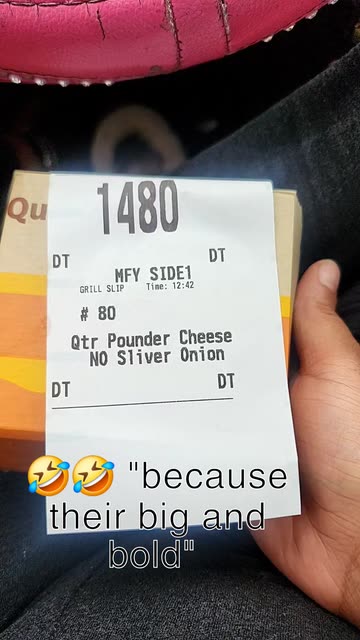 1480
Qu
DT DT
MFY SIDE1
GRILL SLIP Time: 12:42
# 80
Qtr Pounder Cheese
NO Sliver Onion
DT DT
🤣🤣 "because
their big and
bold"